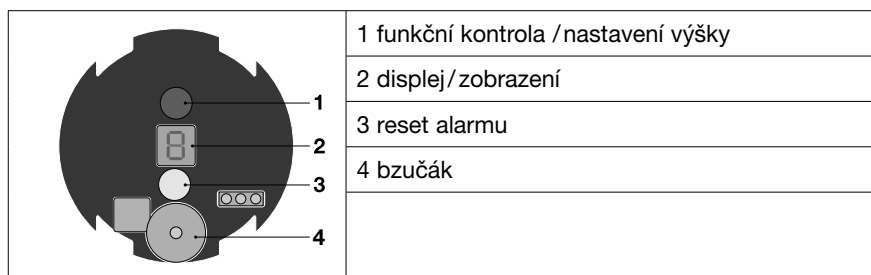 1
2
3
4
1 funkční kontrola / nastavení výšky
2 displej / zobrazení
3 reset alarmu
4 bzučák